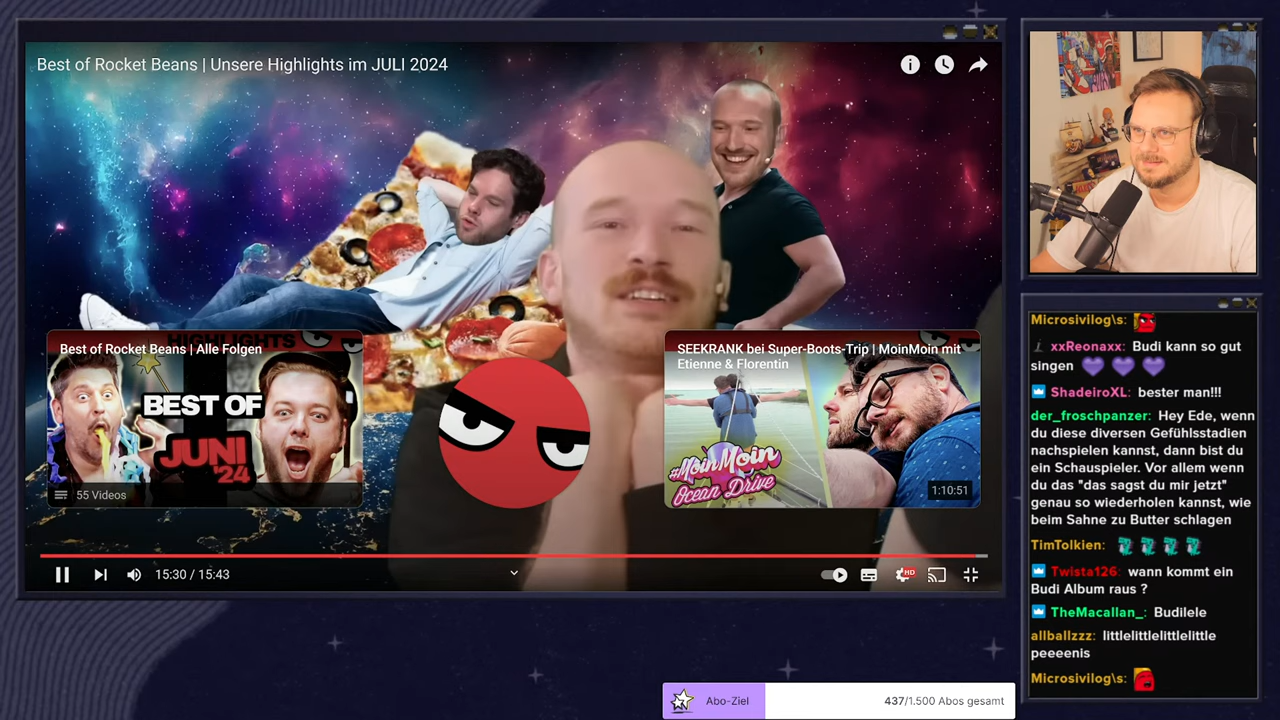 Best of Rocket Beans | Unsere Highlights im JULI 2024
HIGHLIGHTS
Best of Rocket Beans | Alle Folgen
BEST OF
JUNI
'24
55 Videos
SEEKRANK bei Super-Boots-Trip | MoinMoin mit
Etienne & Florentin
#MoinMoin
Ocean Drive
1:10:51
15:30 / 15:43
HD
Microsivilog\s:
xxReonaxx: Budi kann so gut
singen
ShadeiroXL: bester man!!!
der_froschpanzer: Hey Ede, wenn
du diese diversen Gefühlsstadien
nachspielen kannst, dann bist du
ein Schauspieler. Vor allem wenn
du das "das sagst du mir jetzt"
genau so wiederholen kannst, wie
beim Sahne zu Butter schlagen
TimTolkien:
Twista126: wann kommt ein
Budi Album raus ?
TheMacallan_: Budilele
allballzzz: littlelittlelittlelittle
peeeenis
Microsivilog\s:
Abo-Ziel
437/1.500 Abos gesamt